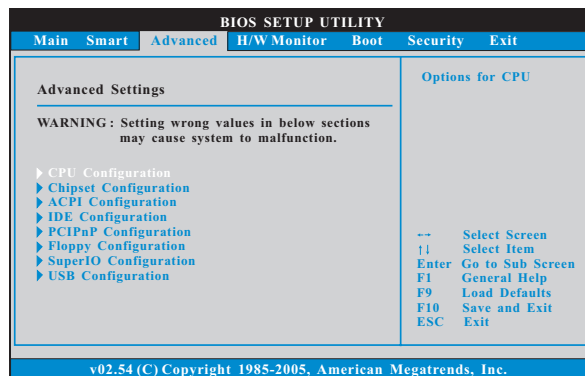 BIOS SETUP UTILITY
Main Smart Advanced H/W Monitor Boot Security Exit
Advanced Settings
WARNING : Setting wrong values in below sections
may cause system to malfunction.
CPU Configuration
Chipset Configuration
ACPI Configuration
IDE Configuration
PCIPnP Configuration
Floppy Configuration
SuperIO Configuration
USB Configuration
Options for CPU
←→ Select Screen
↑↓ Select Item
Enter Go to Sub Screen
F1 General Help
F9 Load Defaults
F10 Save and Exit
ESC Exit
v02.54 (C) Copyright 1985-2005, American Megatrends, Inc.